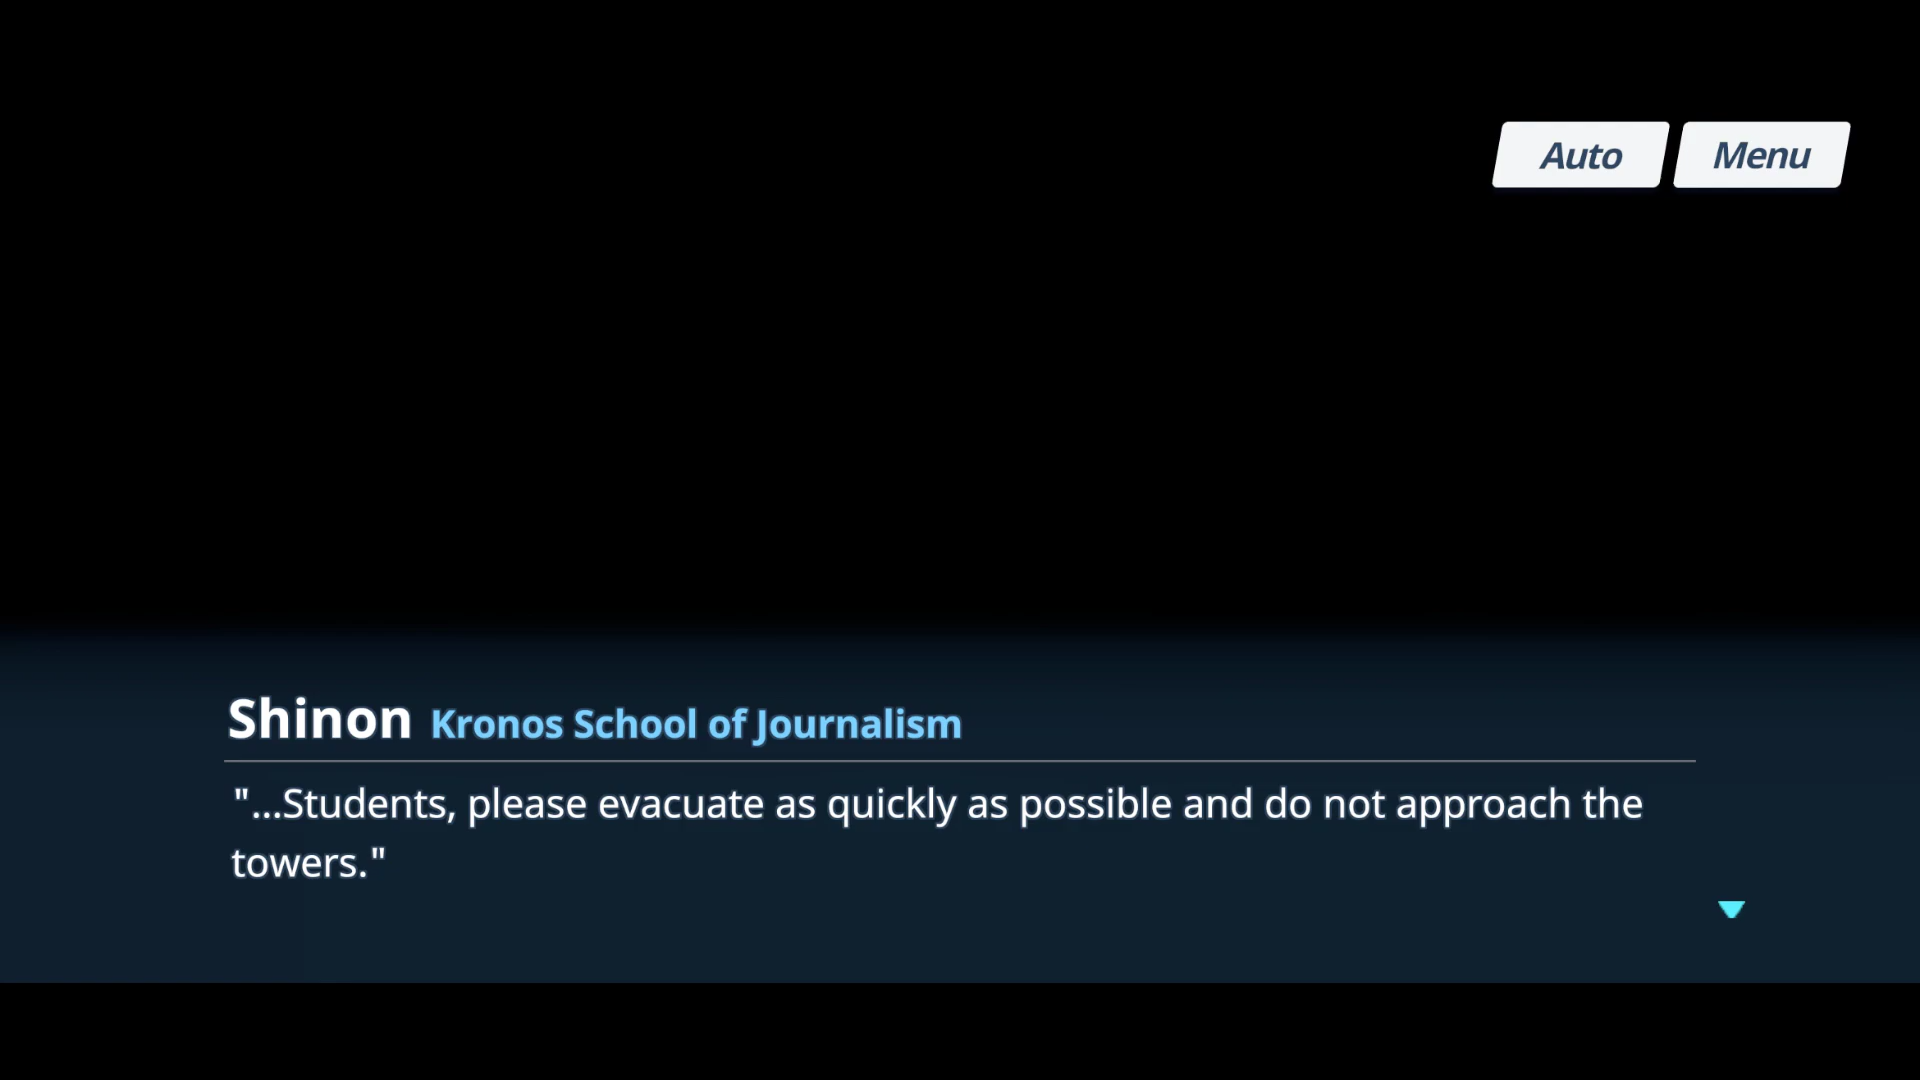 Auto Menu
Shinon Kronos School of Journalism
"...Students, please evacuate as quickly as possible and do not approach the
towers."